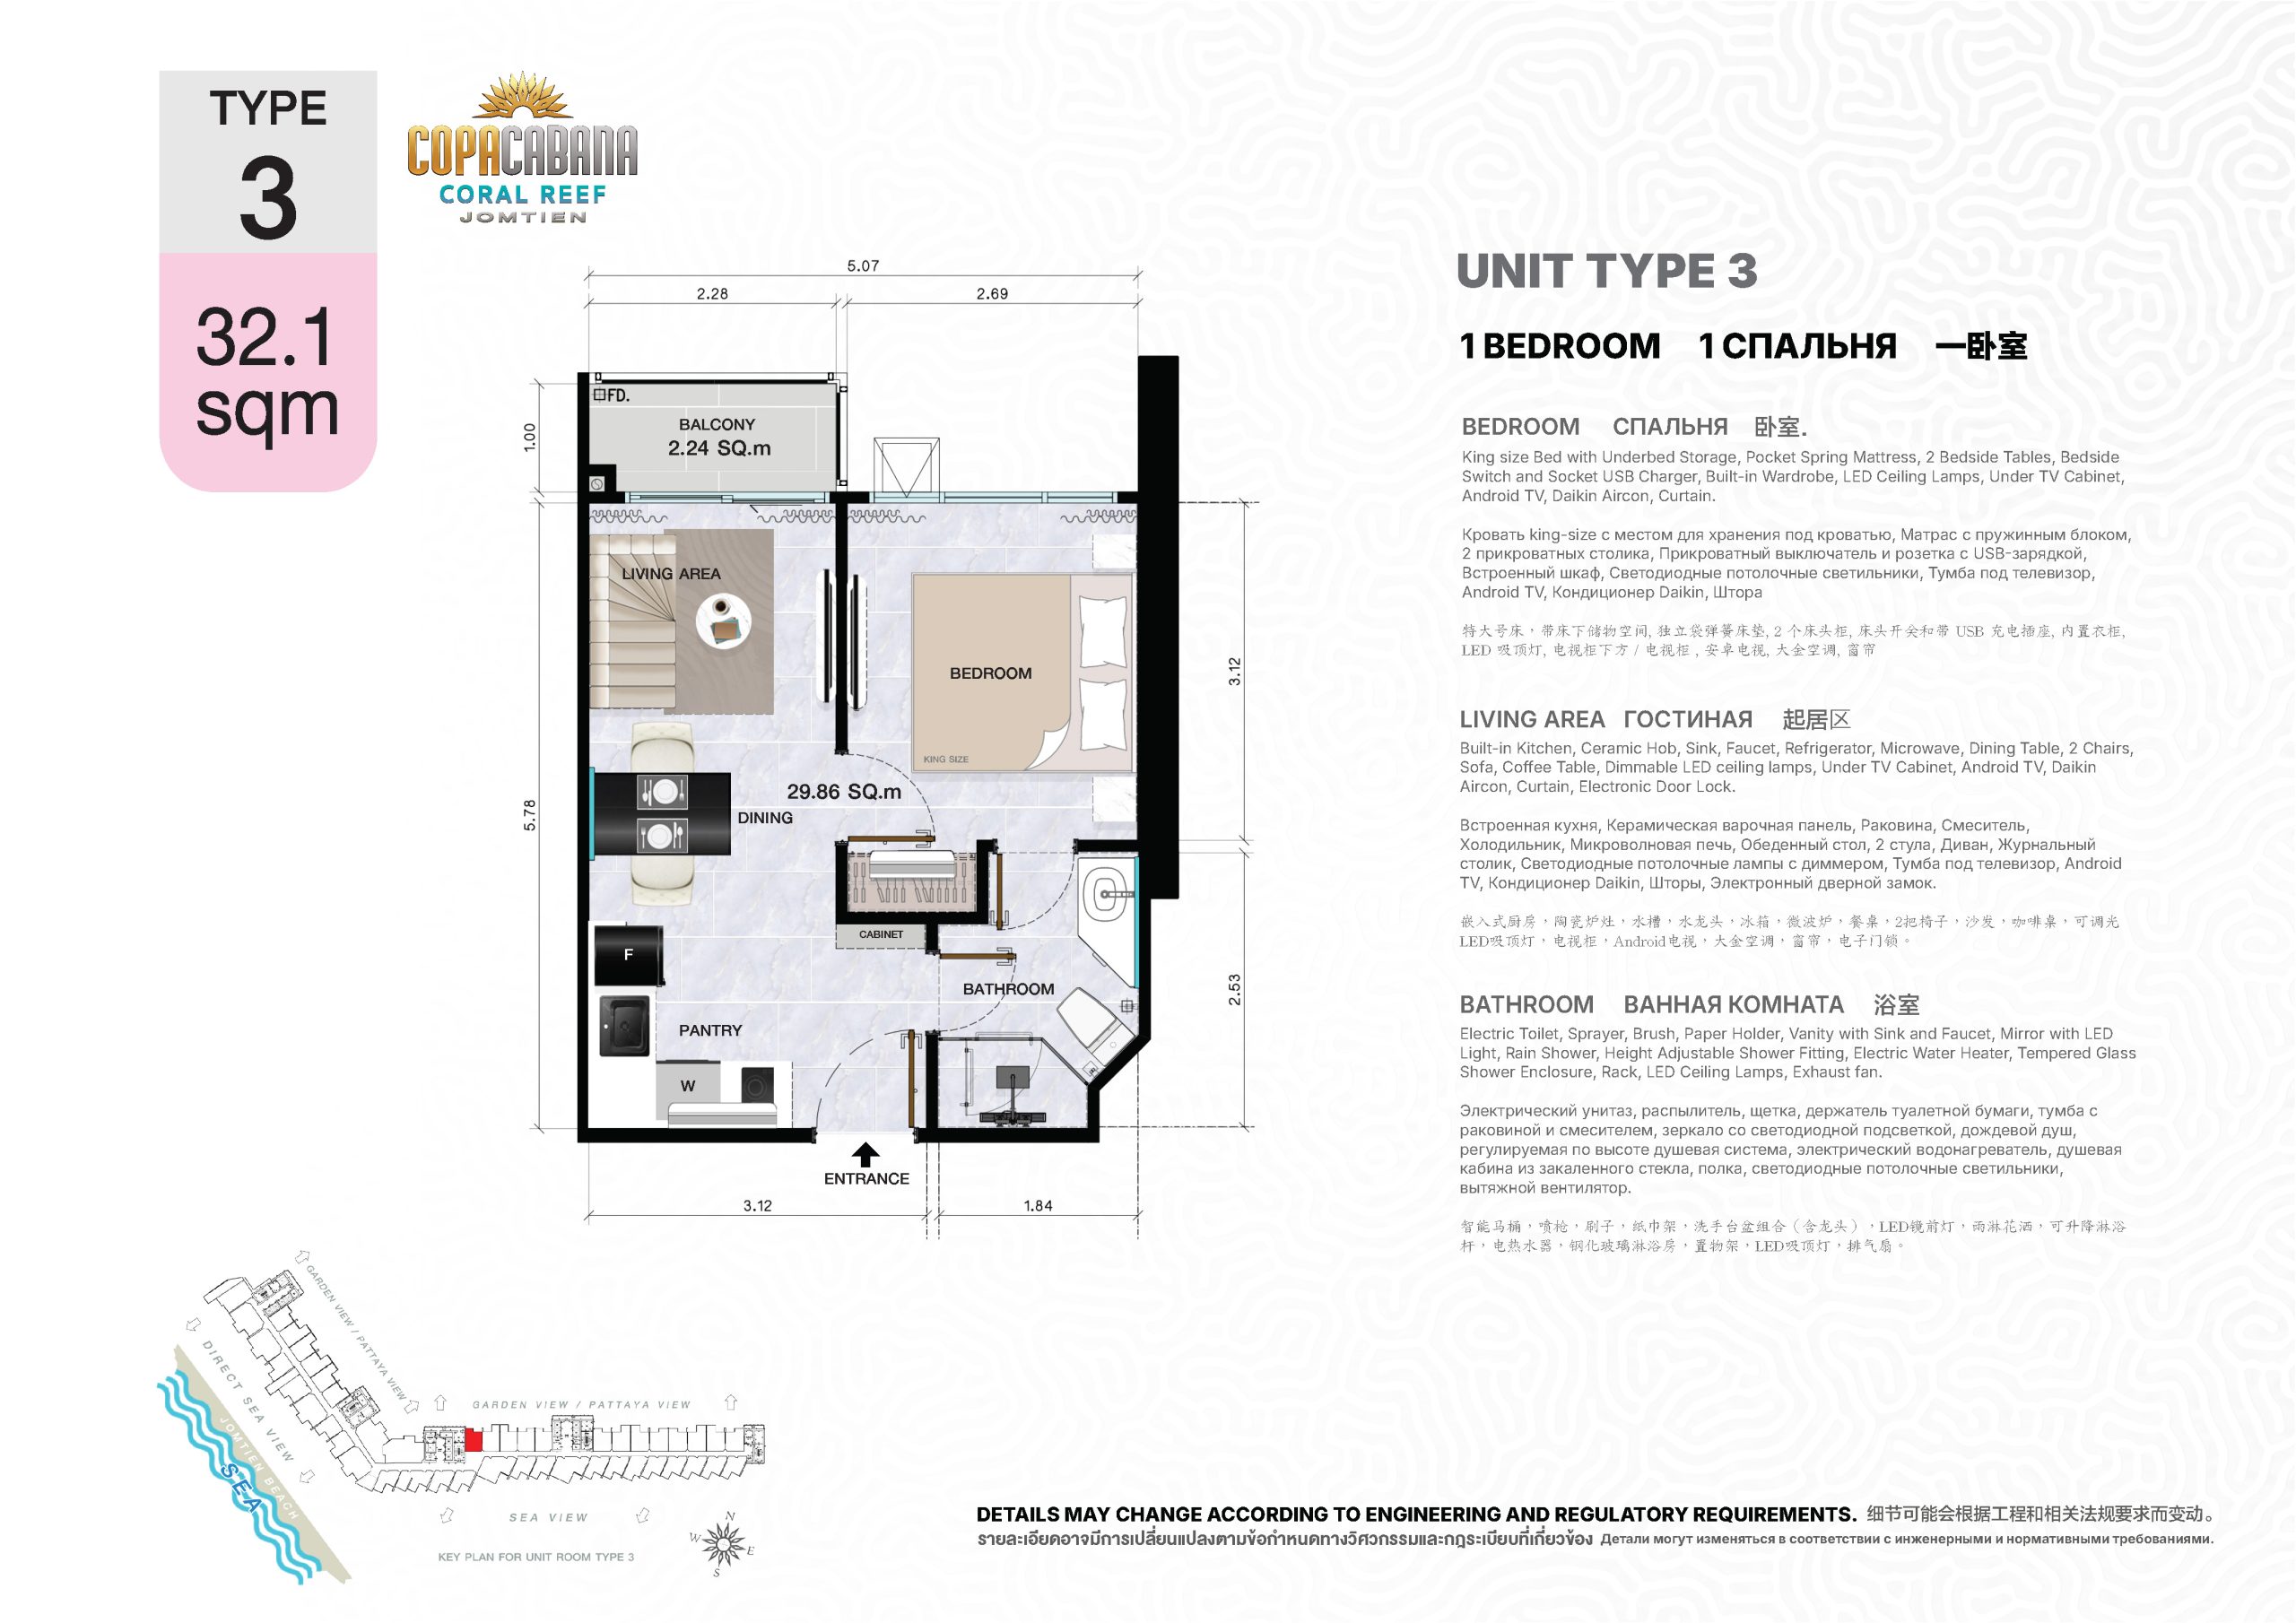 TYPE
3
32.1
sqm
COPACABANA
CORAL REEF
JOMTIEN
5.07
2.28
2.69
1.00
FD.
BALCONY
2.24 SQ.m
LIVING AREA
BEDROOM
KING SIZE
3.12
5.78
29.86 SQ.m
DINING
CABINET
F
BATHROOM
2.53
PANTRY
W
ENTRANCE
3.12
1.84
UNIT TYPE 3
1 BEDROOM 1 СПАЛЬНЯ 一卧室
BEDROOM СПАЛЬНЯ 卧室.
King size Bed with Underbed Storage, Pocket Spring Mattress, 2 Bedside Tables, Bedside
Switch and Socket USB Charger, Built-in Wardrobe, LED Ceiling Lamps, Under TV Cabinet,
Android TV, Daikin Aircon, Curtain.
Кровать king-size с местом для хранения под кроватью, Матрас с пружинным блоком,
2 прикроватных столика, Прикроватный выключатель и розетка с USB-зарядкой,
Встроенный шкаф, Светодиодные потолочные светильники, Тумба под телевизор,
Android TV, Кондиционер Daikin, Штора
特大号床，带床下储物空间, 独立袋弹簧床垫, 2 个床头柜, 床头开关和带 USB 充电插座, 内置衣柜,
LED 吸顶灯, 电视柜下方 / 电视柜 , 安卓电视, 大金空调, 窗帘
LIVING AREA ГОСТИНАЯ 起居区
Built-in Kitchen, Ceramic Hob, Sink, Faucet, Refrigerator, Microwave, Dining Table, 2 Chairs,
Sofa, Coffee Table, Dimmable LED ceiling lamps, Under TV Cabinet, Android TV, Daikin
Aircon, Curtain, Electronic Door Lock.
Встроенная кухня, Керамическая варочная панель, Раковина, Смеситель,
Холодильник, Микроволновая печь, Обеденный стол, 2 стула, Диван, Журнальный
столик, Светодиодные потолочные лампы с диммером, Тумба под телевизор, Android
TV, Кондиционер Daikin, Шторы, Электронный дверной замок.
嵌入式厨房，陶瓷炉灶，水槽，水龙头，冰箱，微波炉，餐桌，2把椅子，沙发，咖啡桌，可调光
LED吸顶灯，电视柜，Android电视，大金空调，窗帘，电子门锁。
BATHROOM ВАННАЯ КОМНАТА 浴室
Electric Toilet, Sprayer, Brush, Paper Holder, Vanity with Sink and Faucet, Mirror with LED
Light, Rain Shower, Height Adjustable Shower Fitting, Electric Water Heater, Tempered Glass
Shower Enclosure, Rack, LED Ceiling Lamps, Exhaust fan.
Электрический унитаз, распылитель, щетка, держатель туалетной бумаги, тумба с
раковиной и смесителем, зеркало со светодиодной подсветкой, дождевой душ,
регулируемая по высоте душевая система, электрический водонагреватель, душевая
кабина из закаленного стекла, полка, светодиодные потолочные светильники,
вытяжной вентилятор.
智能马桶，喷枪，刷子，纸巾架，洗手台盆组合（含龙头），LED镜前灯，雨淋花洒，可升降淋浴
杆，电热水器，钢化玻璃淋浴房，置物架，LED吸顶灯，排气扇。
GARDEN VIEW / PATTAYA VIEW
DIRECT SEA VIEW
JOMTIEN BEACH
SEA
GARDEN VIEW / PATTAYA VIEW
SEA VIEW
KEY PLAN FOR UNIT ROOM TYPE 3
N
W
E
S
DETAILS MAY CHANGE ACCORDING TO ENGINEERING AND REGULATORY REQUIREMENTS. 细节可能会根据工程和相关法规要求而变动。
รายละเอียดอาจมีการเปลี่ยนแปลงตามข้อกำหนดทางวิศวกรรมและกฎระเบียบที่เกี่ยวข้อง Детали могут изменяться в соответствии с инженерными и нормативными требованиями.